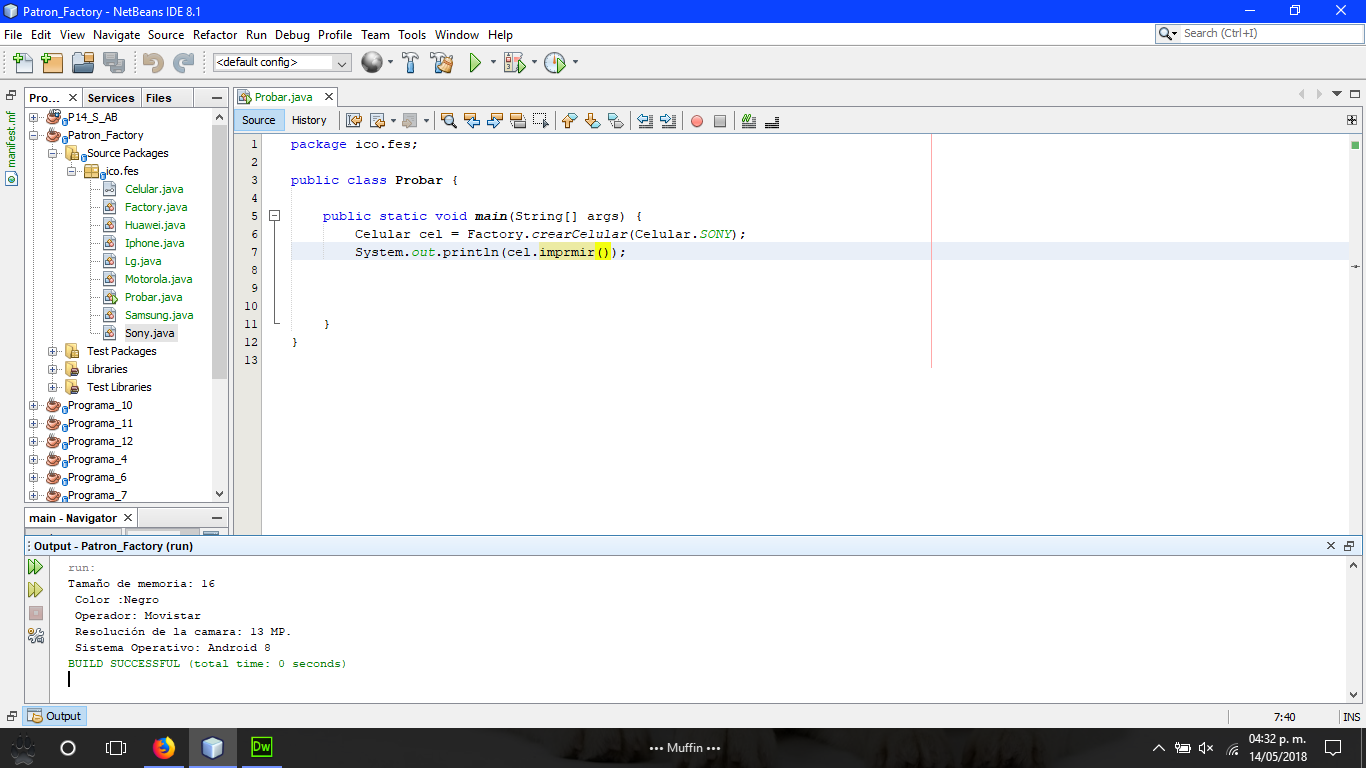 Patron_Factory - NetBeans IDE 8.1
File Edit View Navigate Source Refactor Run Debug Profile Team Tools Window Help
Search (Ctrl+I)
<default config>
Pro... Services Files
Probar.java
manifest.mf
Source History
P14_S_AB
Patron_Factory
Source Packages
ico.fes
Celular.java
Factory.java
Huawei.java
Iphone.java
Lg.java
Motorola.java
Probar.java
Samsung.java
Sony.java
Test Packages
Libraries
Test Libraries
Programa_10
Programa_11
Programa_12
Programa_4
Programa_6
Programa_7
1 package ico.fes;
2
3 public class Probar {
4
5 public static void main(String[] args) {
6 Celular cel = Factory.crearCelular(Celular.SONY);
7 System.out.println(cel.imprmir());
8
9
10
11 }
12 }
13
main - Navigator
Output - Patron_Factory (run)
run:
Tamaño de memoria: 16
Color :Negro
Operador: Movistar
Resolución de la camara: 13 MP.
Sistema Operativo: Android 8
BUILD SUCCESSFUL (total time: 0 seconds)
Output
7:40 INS
Dw
••• Muffin •••
04:32 p. m.
14/05/2018